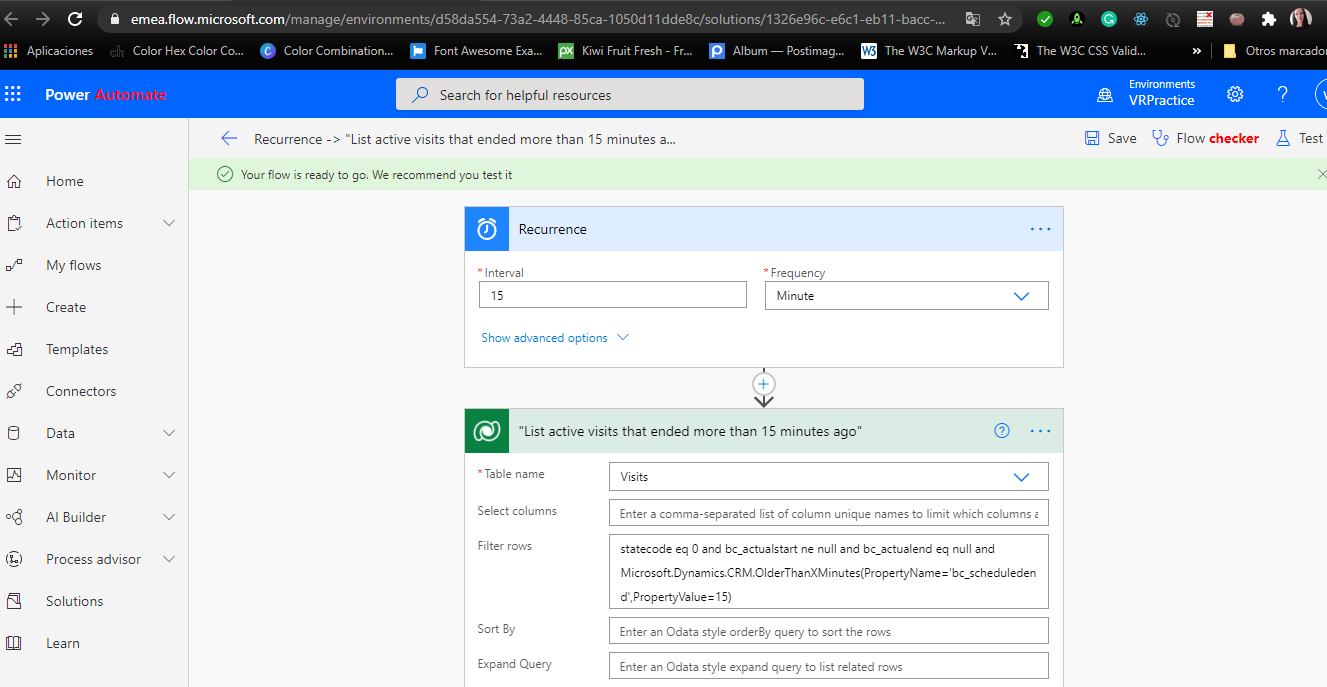 emea.flow.microsoft.com/manage/environments/d58da554-73a2-4448-85ca-1050d11dde8c/solutions/1326e96c-e6c1-eb11-bacc-...
Aplicaciones
Color Hex Color Co...
Color Combination...
Font Awesome Exa...
Kiwi Fruit Fresh - Fr...
Album — Postimag...
The W3C Markup V...
The W3C CSS Valid...
»
Otros marcador
Power Automate
Search for helpful resources
Environments
VRPractice
Recurrence -> "List active visits that ended more than 15 minutes a...
Save
Flow checker
Test
Your flow is ready to go. We recommend you test it
Home
Action items
My flows
Create
Templates
Connectors
Data
Monitor
AI Builder
Process advisor
Solutions
Learn
Recurrence
* Interval
* Frequency
15
Minute
Show advanced options
"List active visits that ended more than 15 minutes ago"
* Table name
Visits
Select columns
Enter a comma-separated list of column unique names to limit which columns a
Filter rows
statecode eq 0 and bc_actualstart ne null and bc_actualend eq null and
Microsoft.Dynamics.CRM.OlderThanXMinutes(PropertyName='bc_scheduleden
d',PropertyValue=15)
Sort By
Enter an Odata style orderBy query to sort the rows
Expand Query
Enter an Odata style expand query to list related rows